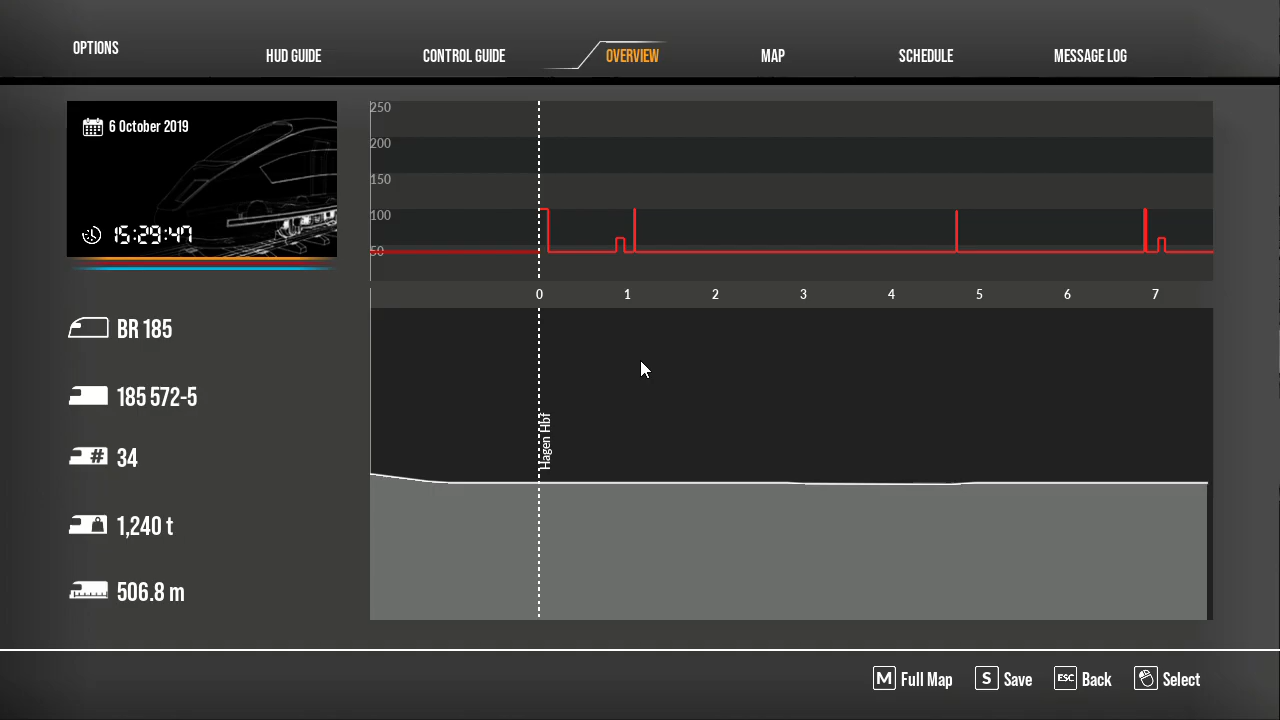 OPTIONS
HUD GUIDE
CONTROL GUIDE
OVERVIEW
MAP
SCHEDULE
MESSAGE LOG
6 October 2019
15:29:47
BR 185
185 572-5
#
34
1,240 t
506.8 m
250
200
150
100
50
0 1 2 3 4 5 6 7
Hagen Hbf
M Full Map
S Save
ESC Back
Select